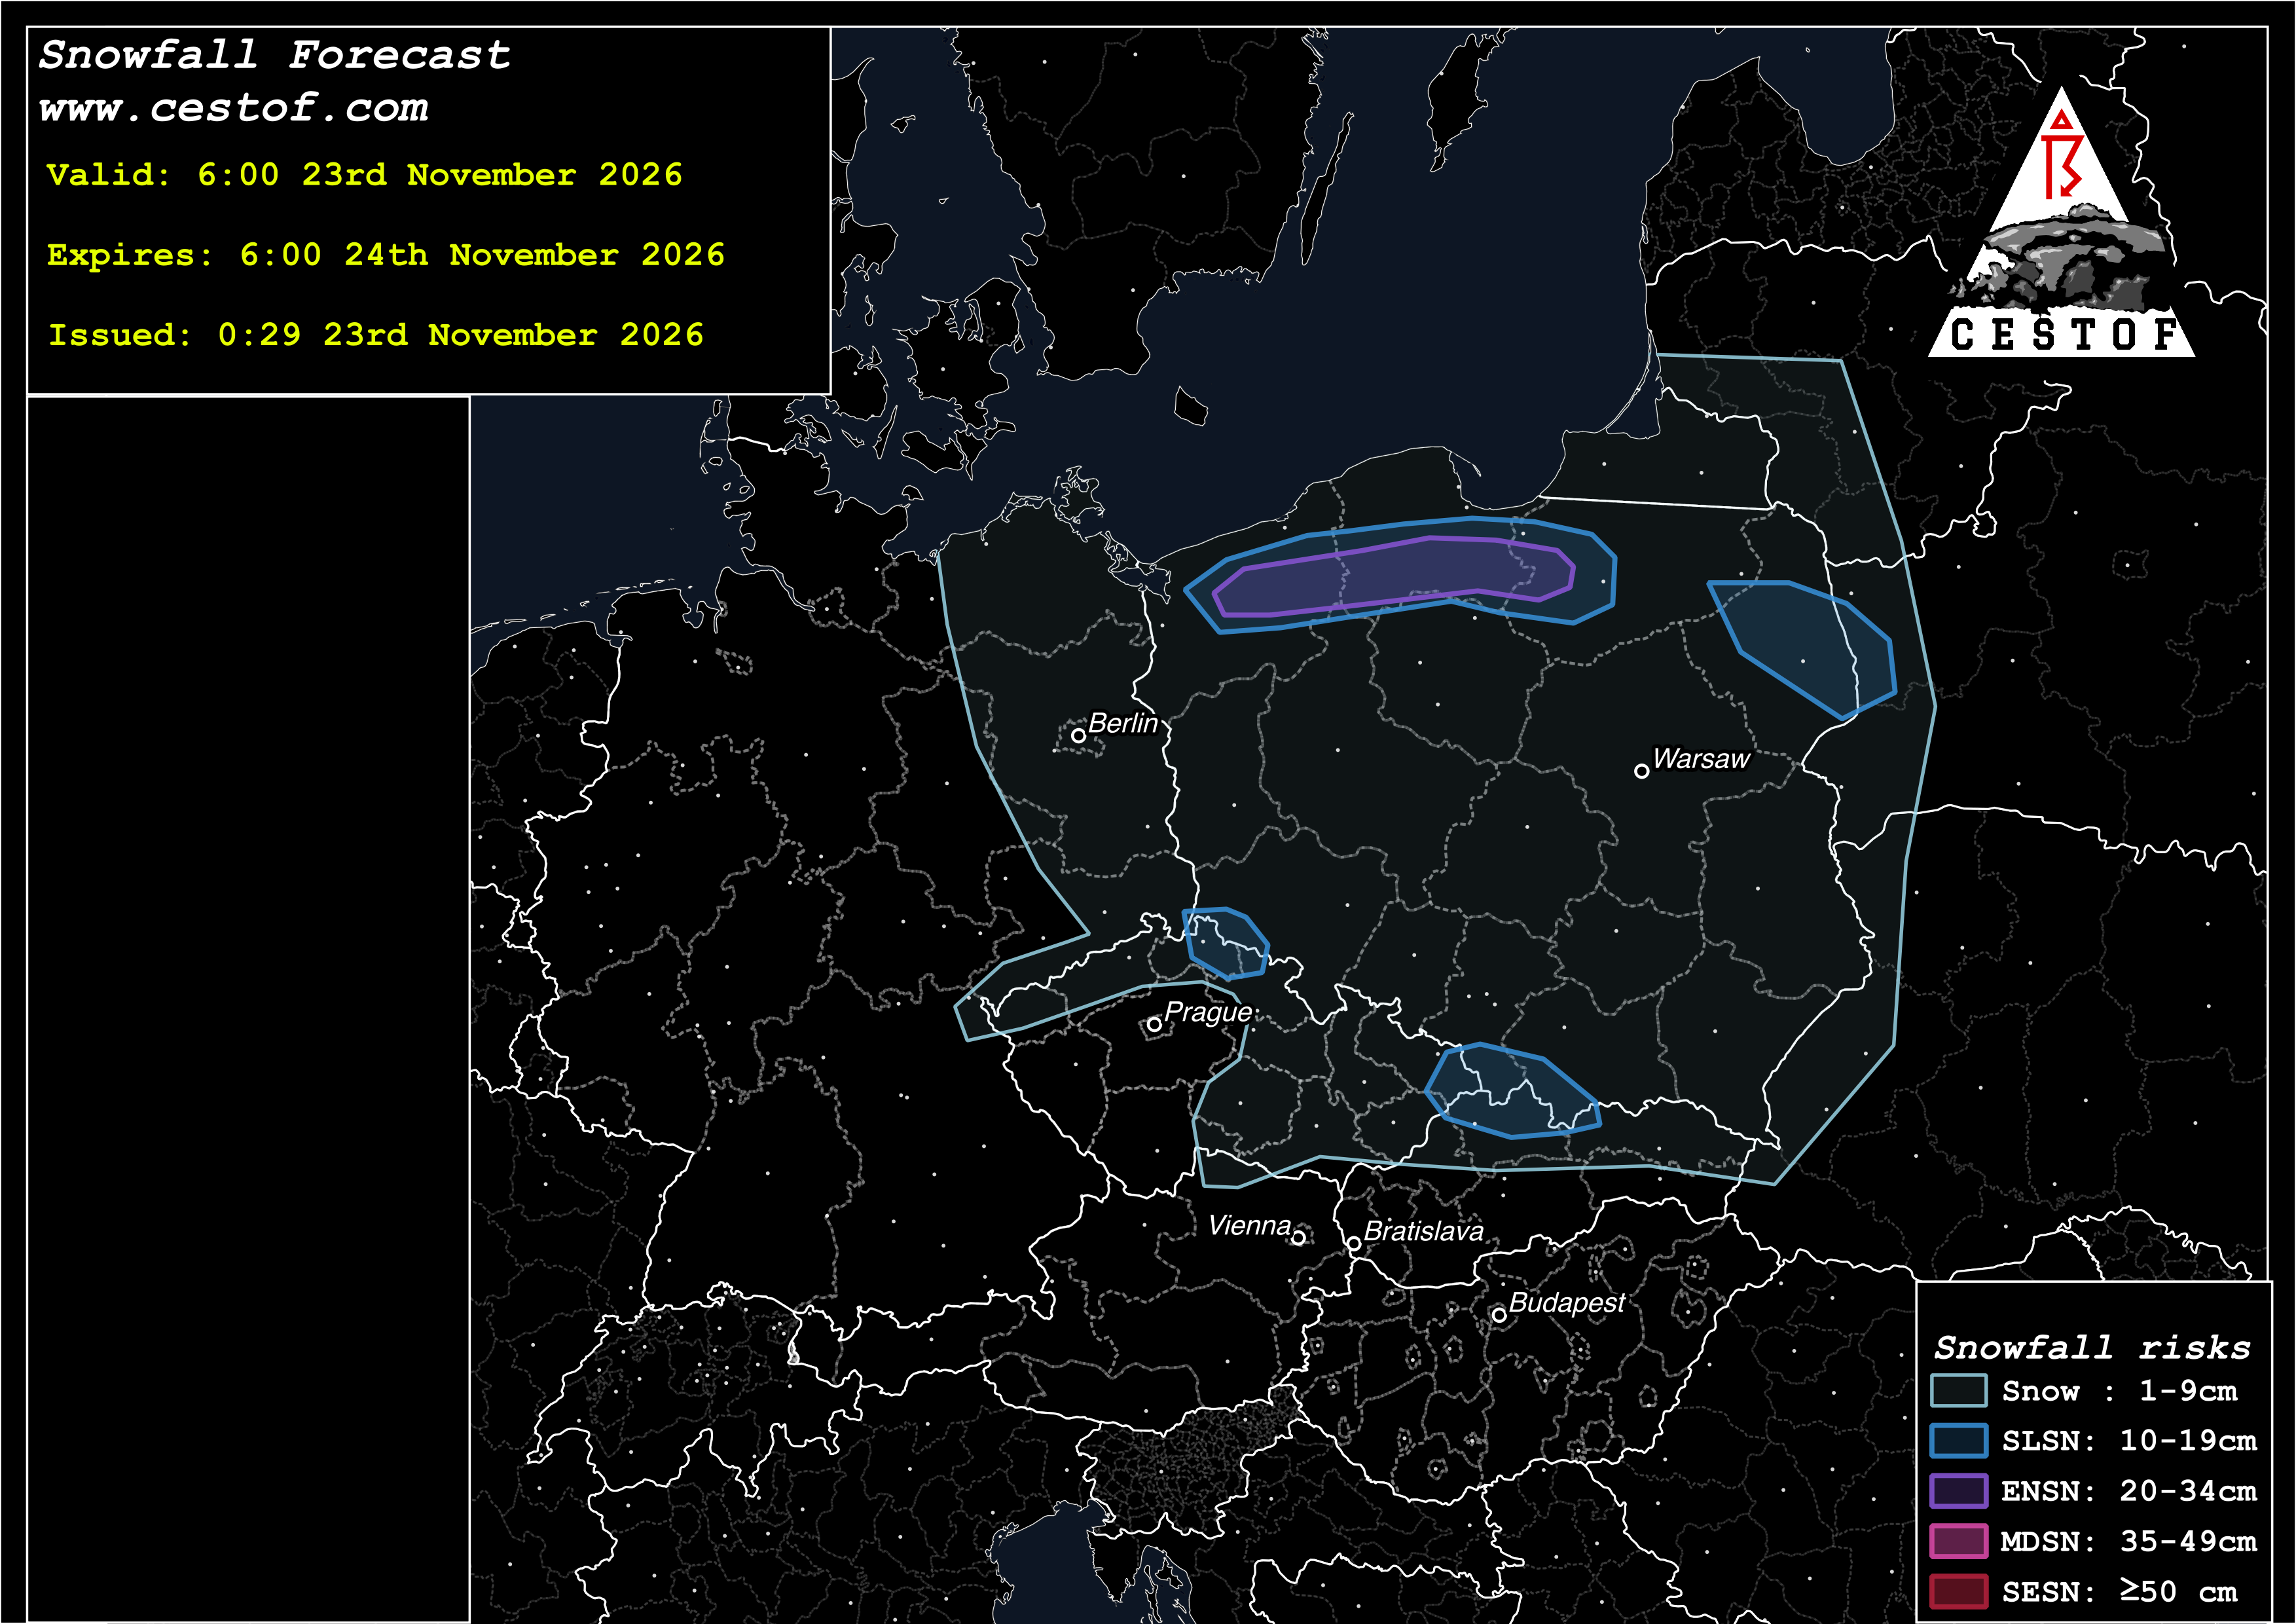 Snowfall Forecast
www.cestof.com
Valid: 6:00 23rd November 2026
Expires: 6:00 24th November 2026
Issued: 0:29 23rd November 2026
CESTOF
Berlin
Warsaw
Prague
Vienna
Bratislava
Budapest
Snowfall risks
Snow : 1-9cm
SLSN: 10-19cm
ENSN: 20-34cm
MDSN: 35-49cm
SESN: ≥50 cm